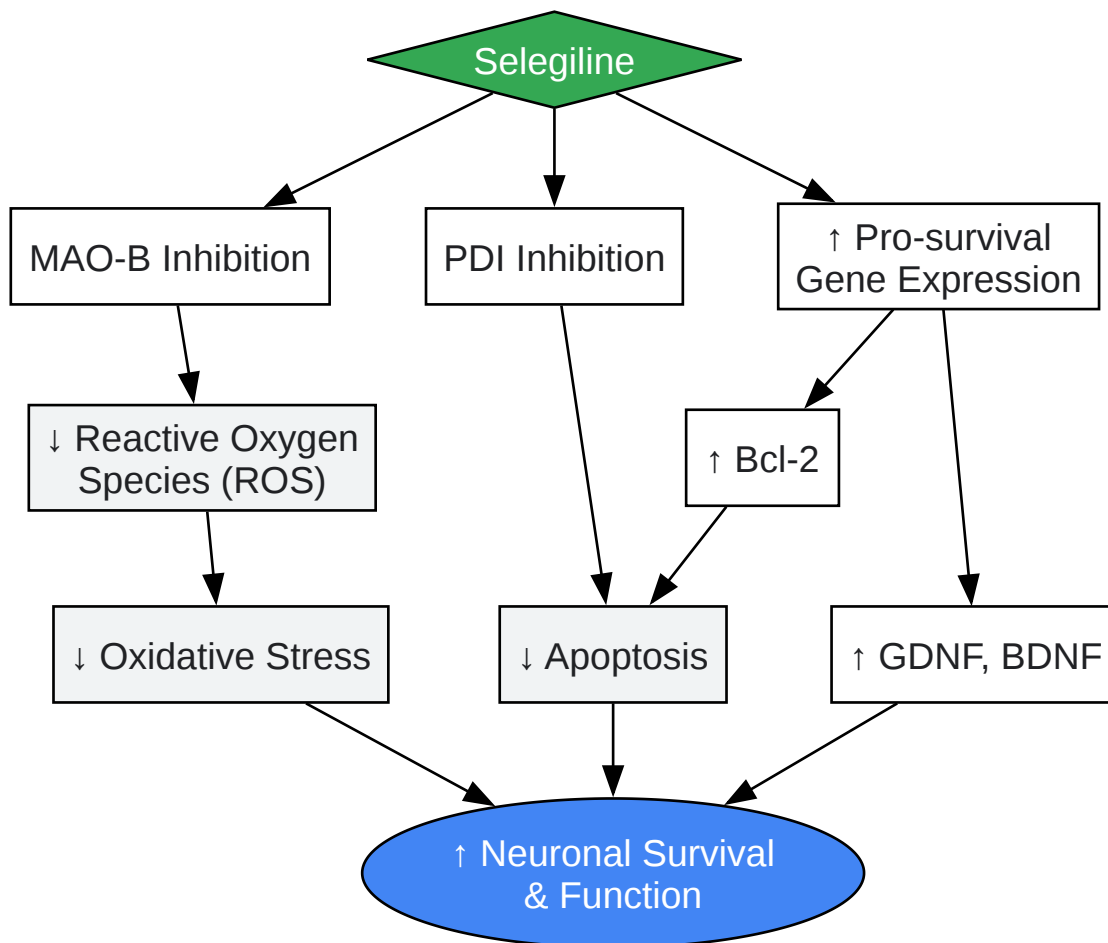 Selegiline
MAO-B Inhibition
PDI Inhibition
↑ Pro-survival
Gene Expression
↓ Reactive Oxygen
Species (ROS)
↑ Bcl-2
↓ Oxidative Stress
↓ Apoptosis
↑ GDNF, BDNF
↑ Neuronal Survival
& Function